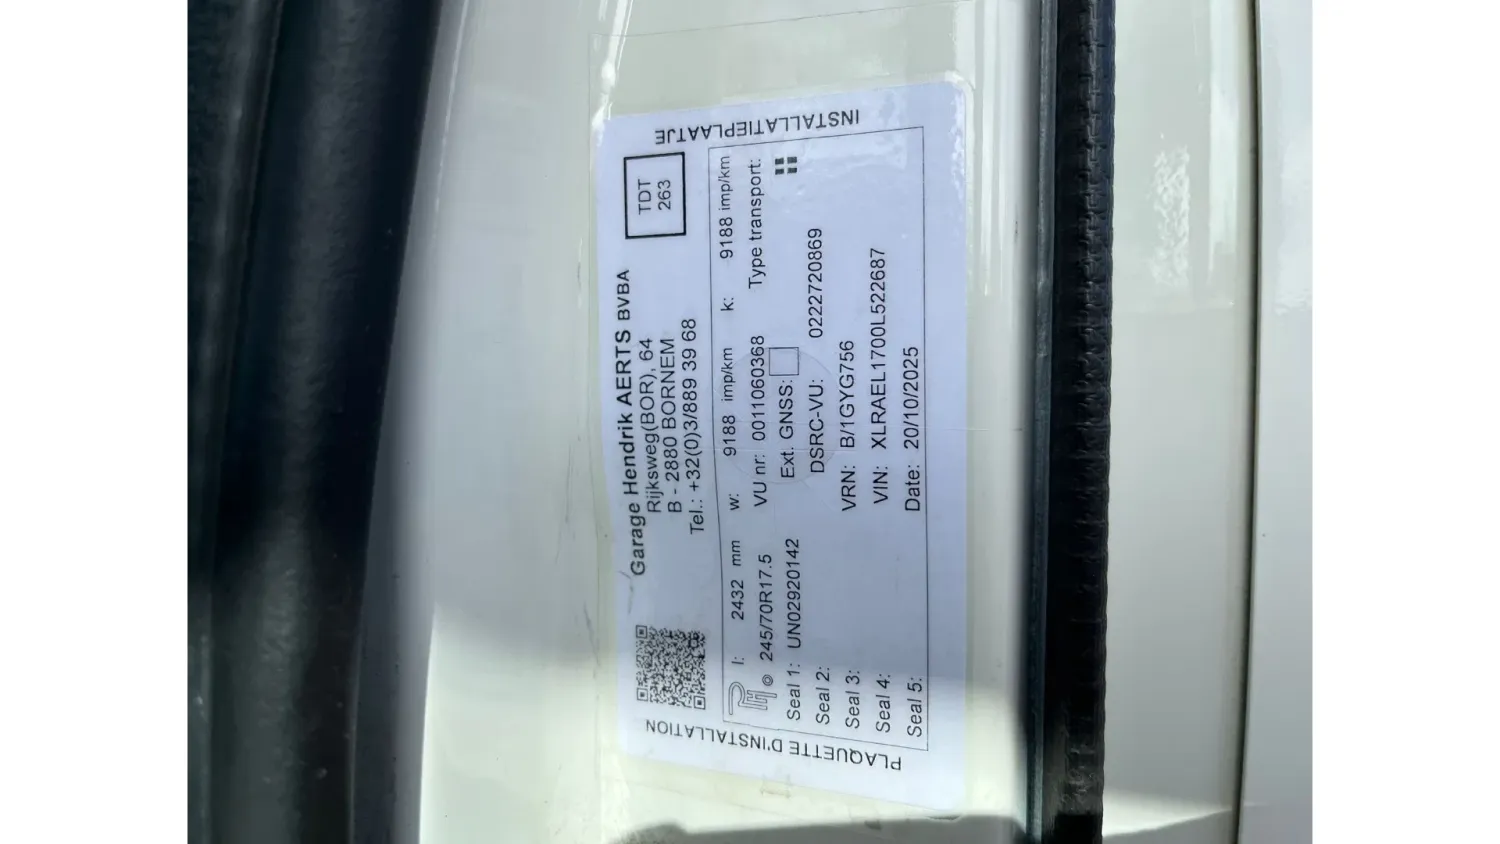 INSTALLATIEPLAATJE
Garage Hendrik AERTS BVBA
Rijksweg(BOR), 64
B - 2880 BORNEM
Tel.: +32(0)3/889 39 68
TDT
263
l: 2432 mm w: 9188 imp/km k: 9188 imp/km
245/70R17.5 VU nr: 0011060368 Type transport:
Seal 1: UN02920142 Ext. GNSS:
Seal 2: DSRC-VU: 0222720869
Seal 3: VRN: B/1GYG756
Seal 4: VIN: XLRAEL1700L522687
Seal 5: Date: 20/10/2025
PLAQUETTE D'INSTALLATION